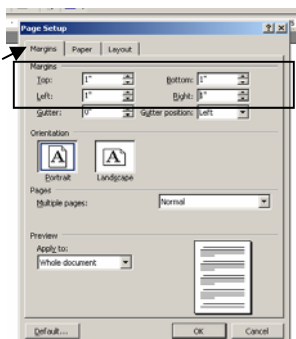 Page Setup
Margins Paper Layout
Margins
Top: 1" Bottom: 1"
Left: 1" Right: 1"
Gutter: 0" Gutter position: Left
Orientation
A A
Portrait Landscape
Pages
Multiple pages: Normal
Preview
Apply to:
Whole document
Default... OK Cancel